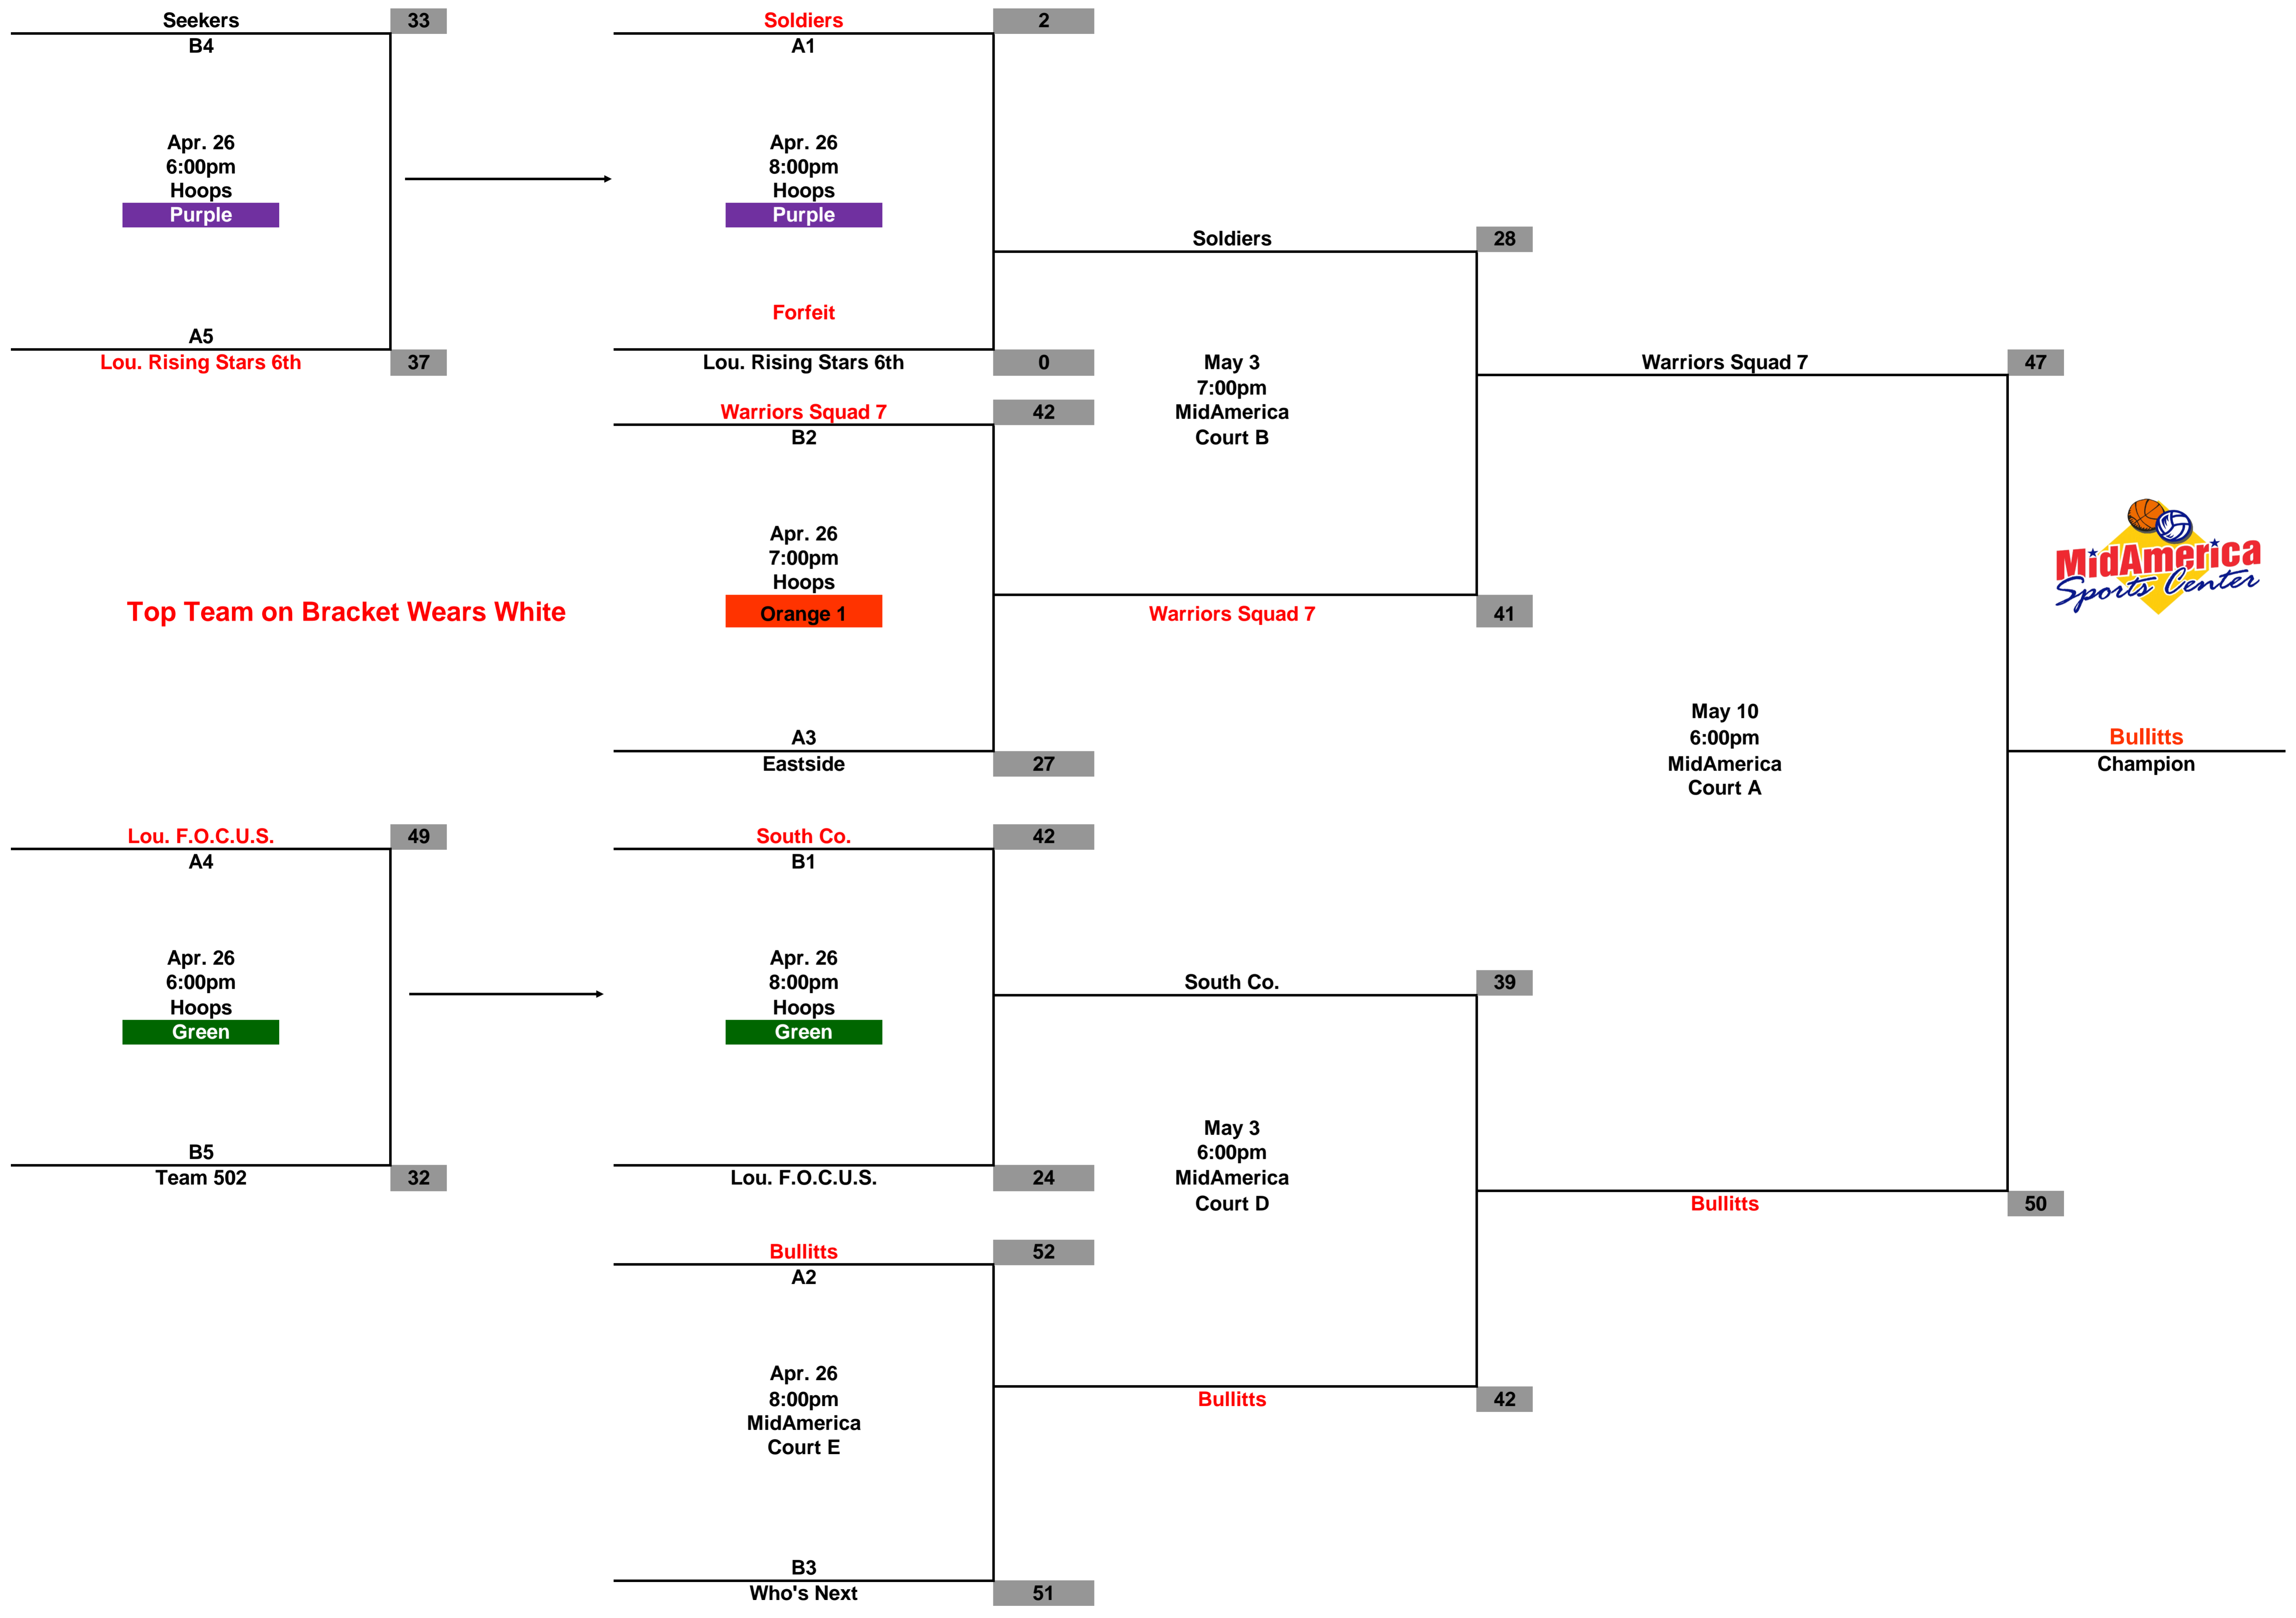 Seekers 33
B4
Apr. 26
6:00pm
Hoops
Purple
A5
Lou. Rising Stars 6th 37
Soldiers 2
A1
Apr. 26
8:00pm
Hoops
Purple
Forfeit
Lou. Rising Stars 6th 0
Warriors Squad 7 42
B2
Apr. 26
7:00pm
Hoops
Orange 1
A3
Eastside 27
Top Team on Bracket Wears White
Soldiers 28
May 3
7:00pm
MidAmerica
Court B
Warriors Squad 7 41
Lou. F.O.C.U.S. 49
A4
Apr. 26
6:00pm
Hoops
Green
B5
Team 502 32
South Co. 42
B1
Apr. 26
8:00pm
Hoops
Green
Lou. F.O.C.U.S. 24
Bullitts 52
A2
Apr. 26
8:00pm
MidAmerica
Court E
B3
Who's Next 51
South Co. 39
May 3
6:00pm
MidAmerica
Court D
Bullitts 42
Warriors Squad 7 47
May 10
6:00pm
MidAmerica
Court A
Bullitts 50
MidAmerica
Sports Center
Bullitts
Champion